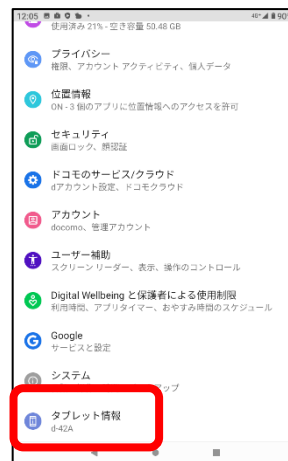 12:05
90%
使用済み 21% - 空き容量 50.48 GB
プライバシー
権限、アカウント アクティビティ、個人データ
位置情報
ON - 3 個のアプリに位置情報へのアクセスを許可
セキュリティ
画面ロック、顔認証
ドコモのサービス/クラウド
dアカウント設定、ドコモクラウド
アカウント
docomo、管理アカウント
ユーザー補助
スクリーン リーダー、表示、操作のコントロール
Digital Wellbeing と保護者による使用制限
利用時間、アプリタイマー、おやすみ時間のスケジュール
Google
サービスと設定
システム
アップ
タブレット情報
d-42A